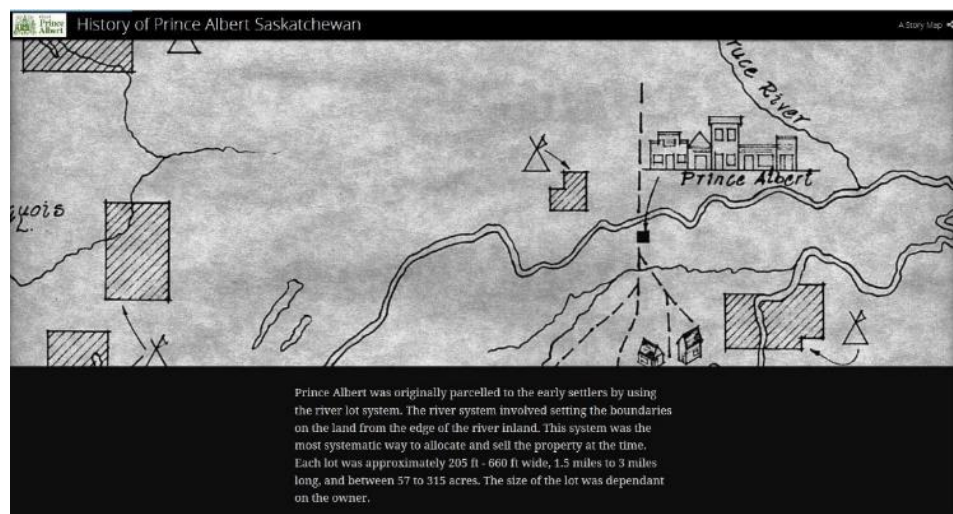 Prince
Albert
History of Prince Albert Saskatchewan
A Story Map
ruce River
Prince Albert
quois
L.
Prince Albert was originally parcelled to the early settlers by using
the river lot system. The river system involved setting the boundaries
on the land from the edge of the river inland. This system was the
most systematic way to allocate and sell the property at the time.
Each lot was approximately 205 ft - 660 ft wide, 1.5 miles to 3 miles
long, and between 57 to 315 acres. The size of the lot was dependant
on the owner.